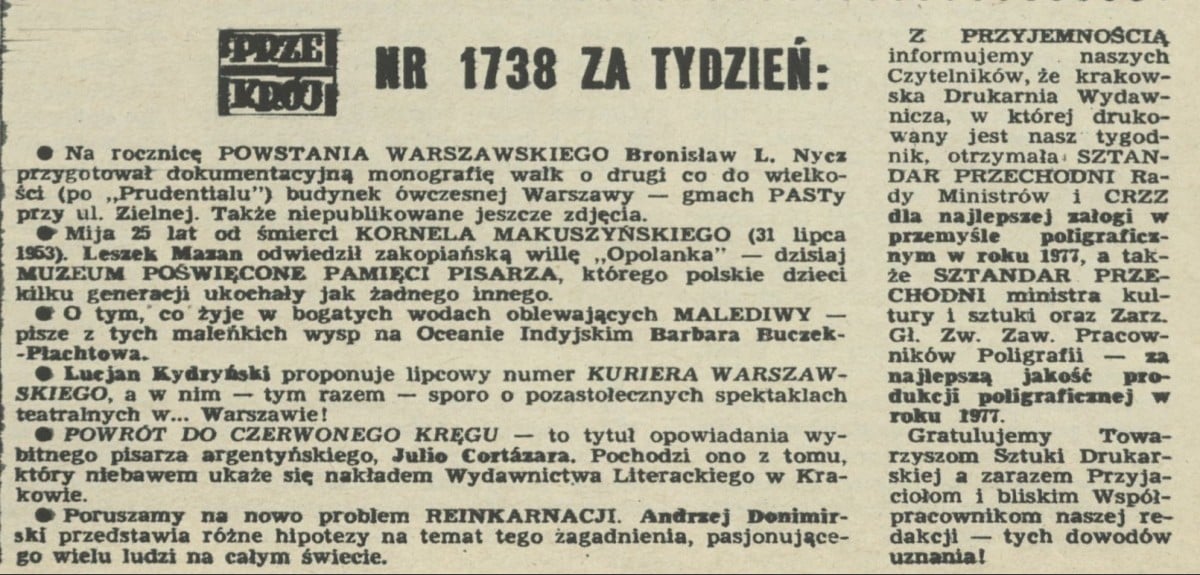 PRZE
KRÓJ
NR 1738 ZA TYDZIEŃ:
● Na rocznicę POWSTANIA WARSZAWSKIEGO Bronisław L. Nycz
przygotował dokumentacyjną monografię walk o drugi co do wielko-
ści (po „Prudentialu”) budynek ówczesnej Warszawy — gmach PASTy
przy ul. Zielnej. Także niepublikowane jeszcze zdjęcia.
● Mija 25 lat od śmierci KORNELA MAKUSZYŃSKIEGO (31 lipca
1953). Leszek Mazan odwiedził zakopiańską willę „Opolanka” — dzisiaj
MUZEUM POŚWIĘCONE PAMIĘCI PISARZA, którego polskie dzieci
kilku generacji ukochały jak żadnego innego.
● O tym, co żyje w bogatych wodach oblewających MALEDIWY —
pisze z tych maleńkich wysp na Oceanie Indyjskim Barbara Buczek-
-Płachtowa.
● Lucjan Kydryński proponuje lipcowy numer KURIERA WARSZAW-
SKIEGO, a w nim — tym razem — sporo o pozastołecznych spektaklach
teatralnych w... Warszawie!
● POWRÓT DO CZERWONEGO KRĘGU — to tytuł opowiadania wy-
bitnego pisarza argentyńskiego, Julio Cortázara. Pochodzi ono z tomu,
który niebawem ukaże się nakładem Wydawnictwa Literackiego w Kra-
kowie.
● Poruszamy na nowo problem REINKARNACJI. Andrzej Donimir-
ski przedstawia różne hipotezy na temat tego zagadnienia, pasjonujące-
go wielu ludzi na całym świecie.
Z PRZYJEMNOŚCIĄ
informujemy naszych
Czytelników, że krakow-
ska Drukarnia Wydaw-
nicza, w której druko-
wany jest nasz tygod-
nik, otrzymała SZTAN-
DAR PRZECHODNI Ra-
dy Ministrów i CRZZ
dla najlepszej załogi w
przemyśle poligraficz-
nym w roku 1977, a tak-
że SZTANDAR PRZE-
CHODNI ministra kul-
tury i sztuki oraz Zarz.
Gł. Zw. Zaw. Pracow-
ników Poligrafii — za
najlepszą jakość pro-
dukcji poligraficznej w
roku 1977.
Gratulujemy Towa-
rzyszom Sztuki Drukar-
skiej a zarazem Przyja-
ciołom i bliskim Współ-
pracownikom naszej re-
dakcji — tych dowodów
uznania!